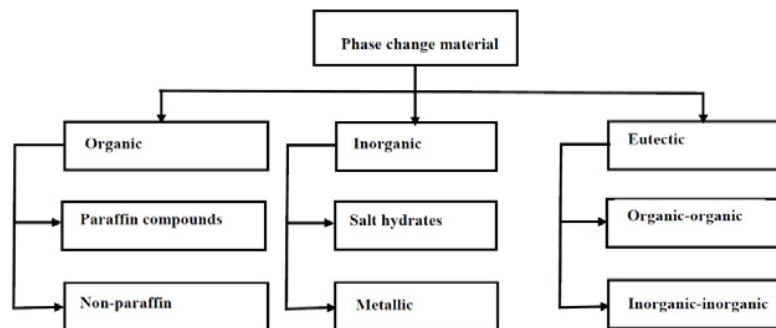 Phase change material
Organic
Inorganic
Eutectic
Paraffin compounds
Salt hydrates
Organic-organic
Non-paraffin
Metallic
Inorganic-inorganic